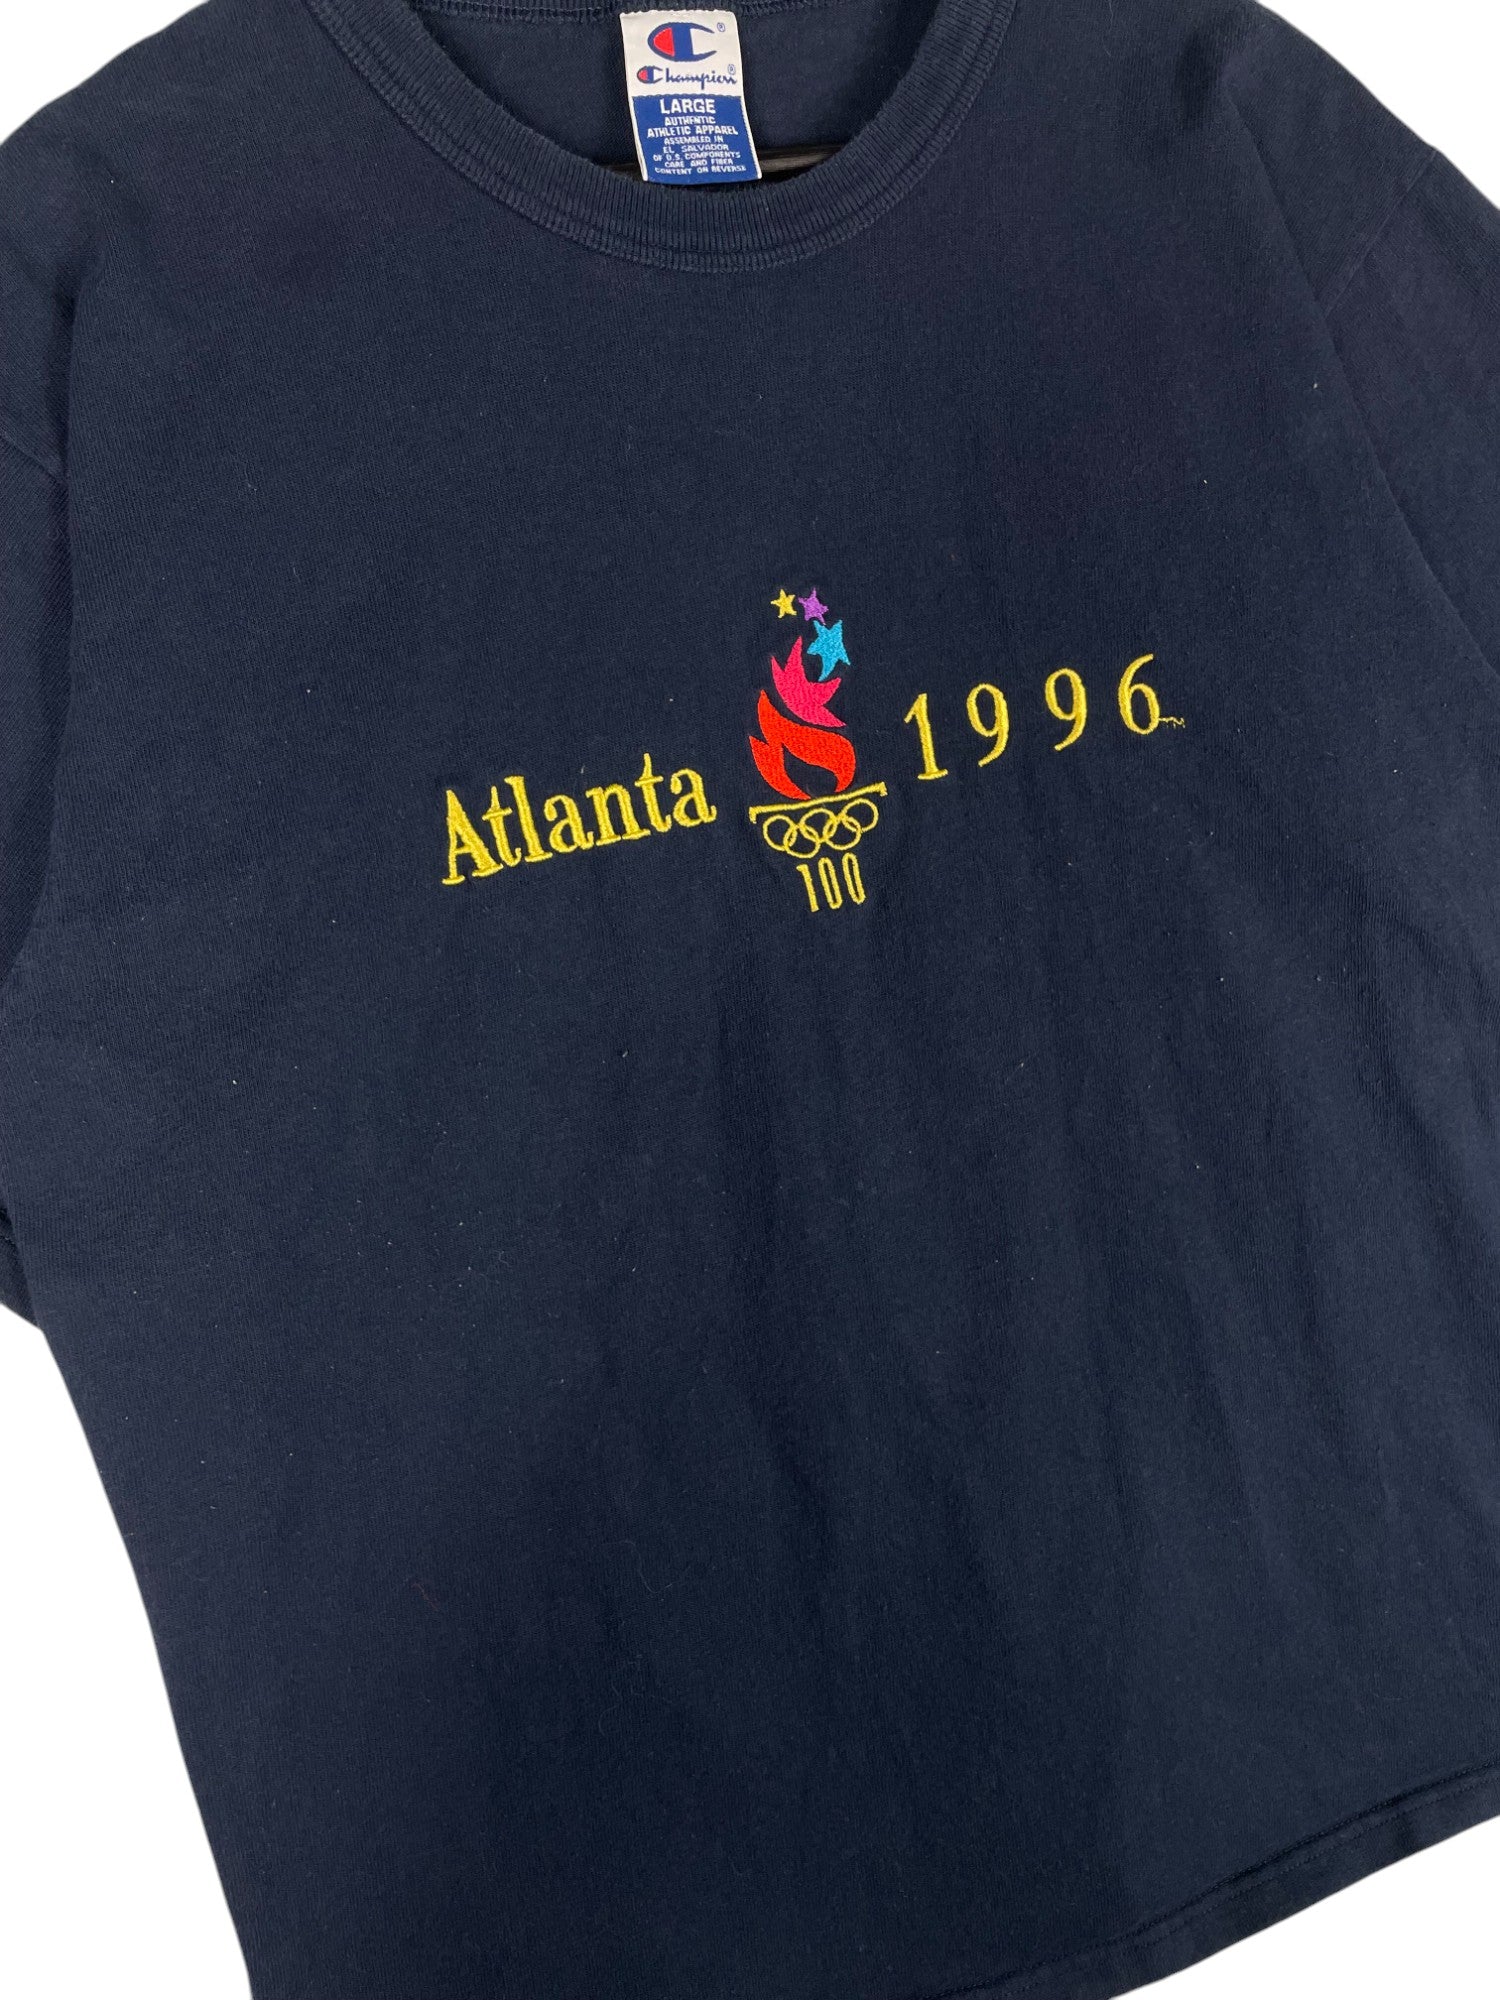 C®
Champion®
LARGE
AUTHENTIC
ATHLETIC APPAREL
ASSEMBLED IN
EL SALVADOR
OF U.S. COMPONENTS
CARE AND FIBER
CONTENT ON REVERSE
Atlanta 1996™
100